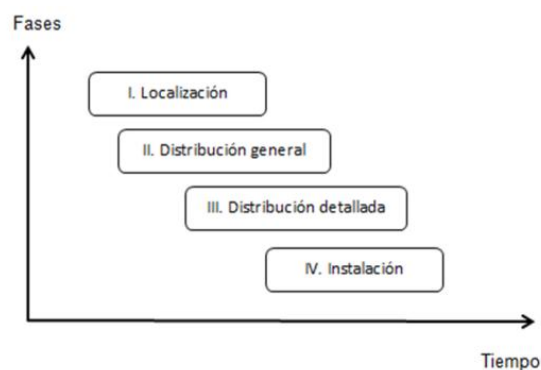 Fases
I. Localización
II. Distribución general
III. Distribución detallada
IV. Instalación
Tiempo